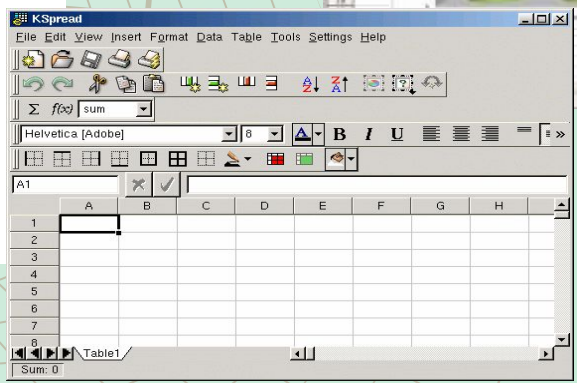 KSpread
File Edit View Insert Format Data Table Tools Settings Help
Σ f(x) sum
Helvetica [Adobe] 8 A B I U »
A1
A B C D E F G H
1
2
3
4
5
6
7
8
Table1
Sum: 0